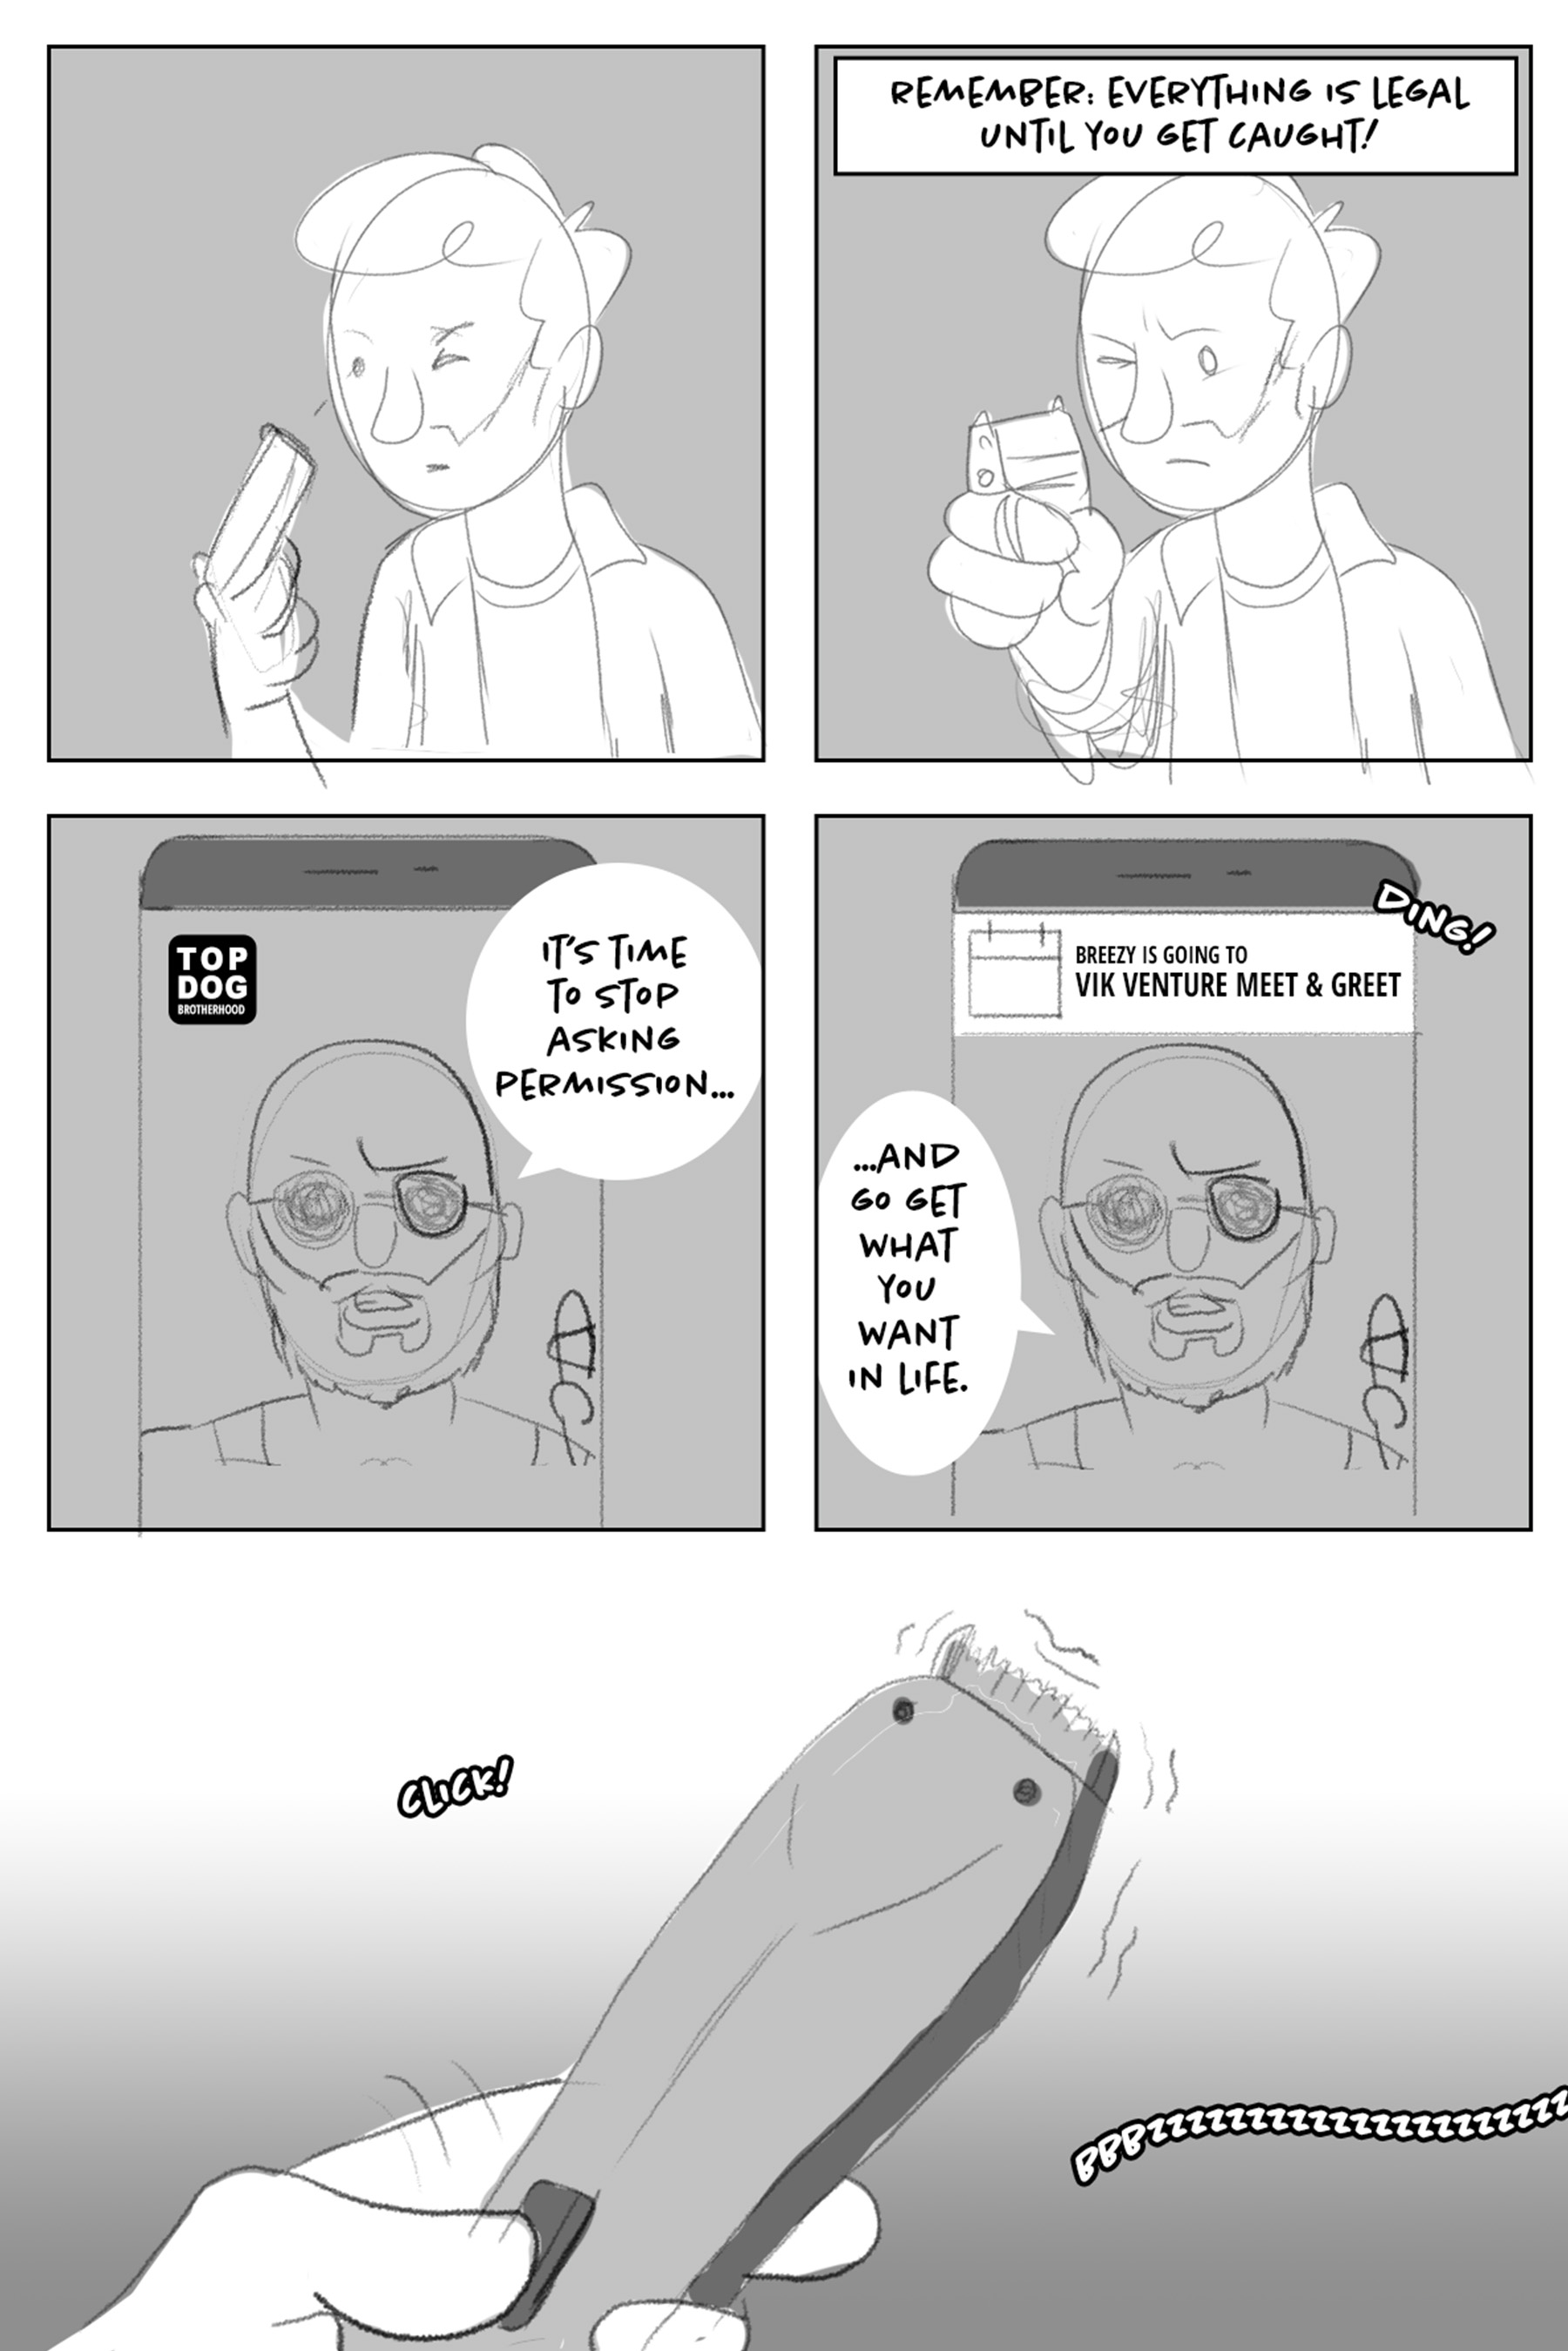 REMEMBER: EVERYTHING IS LEGAL
UNTIL YOU GET CAUGHT!
TOP
DOG
BROTHERHOOD
IT'S TIME
TO STOP
ASKING
PERMISSION...
DING!
BREEZY IS GOING TO
VIK VENTURE MEET & GREET
...AND
GO GET
WHAT
YOU
WANT
IN LIFE.
CLICK!
BBBZZZZZZZZZZZZZZZZZZZZZZZ